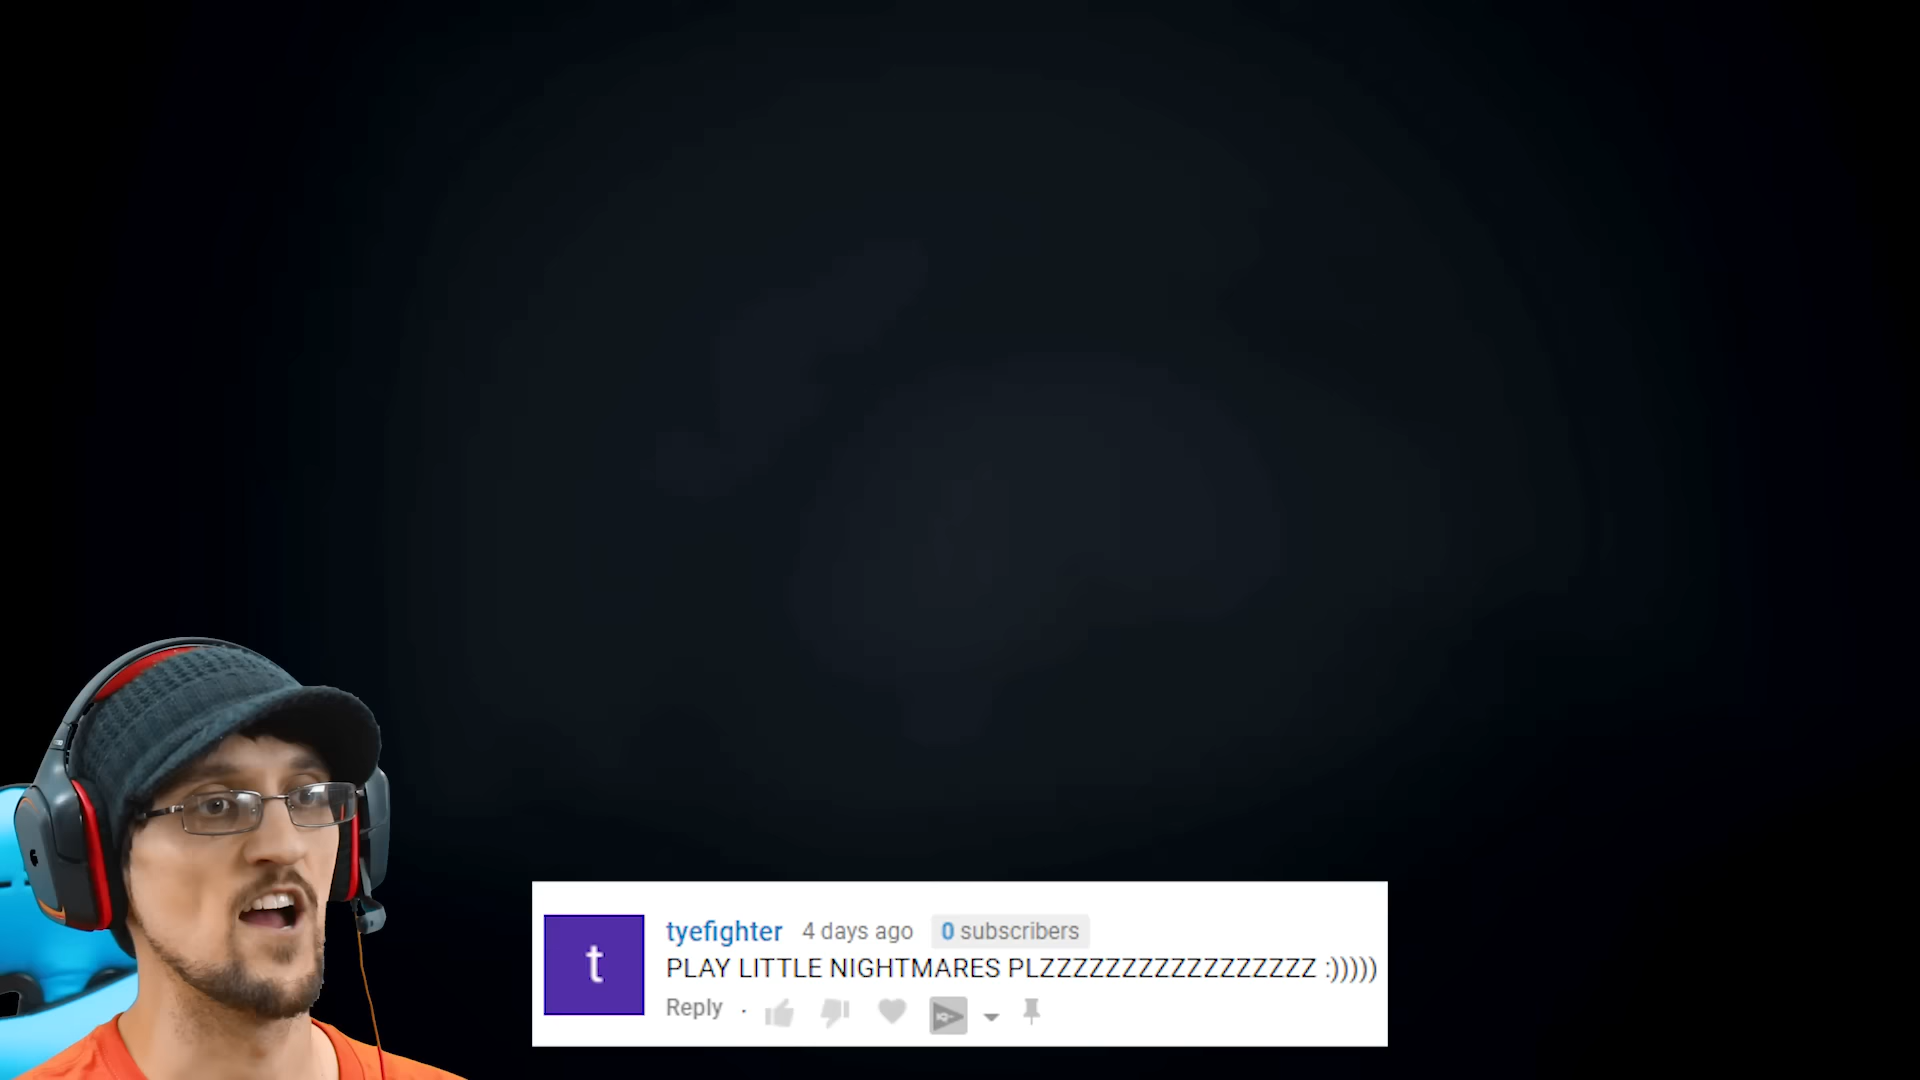 t
tyefighter 4 days ago 0 subscribers
PLAY LITTLE NIGHTMARES PLZZZZZZZZZZZZZZZZZ :)))))
Reply ·